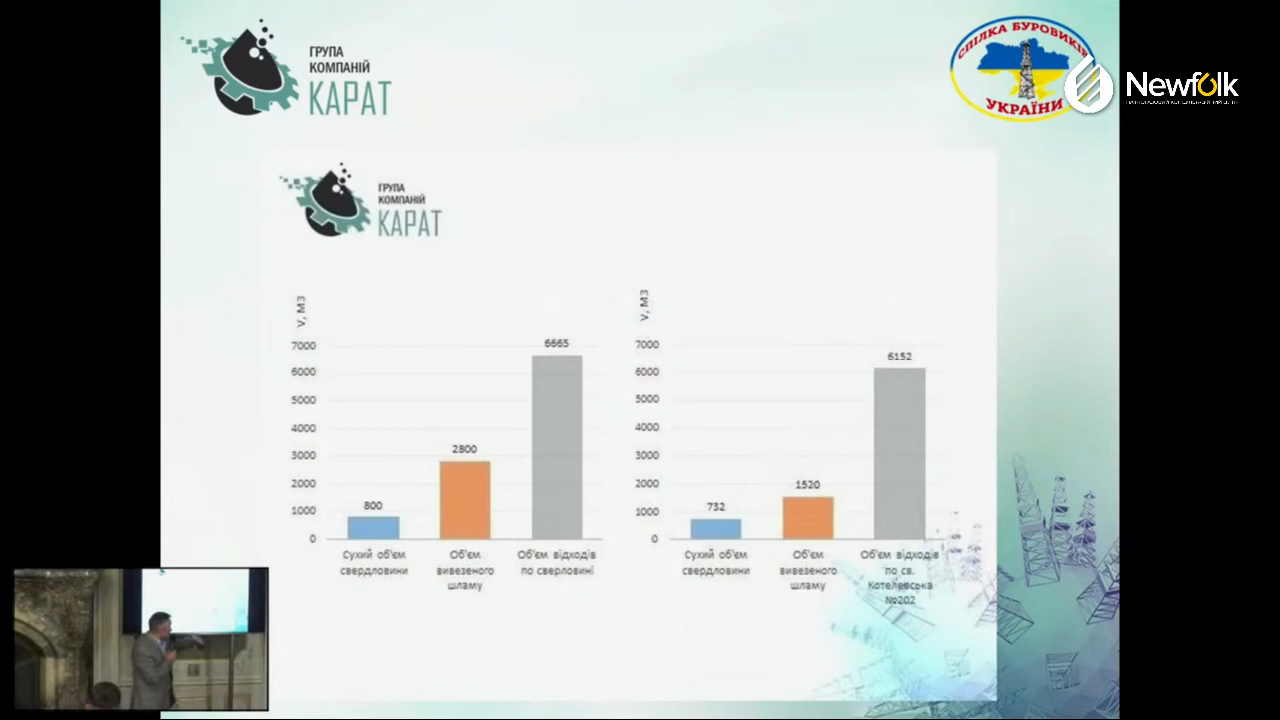 ГРУПА
КОМПАНІЙ
КАРАТ
СПІЛКА БУРОВИКІВ
УКРАЇНИ
Newfolk
ГРУПА
КОМПАНІЙ
КАРАТ
V, М3
7000
6000
5000
4000
3000
2000
1000
0
800
2800
6665
Сухий об'єм
свердловини
Об'єм
вивезеного
шламу
Об'єм відходів
по сверловині
V, М3
7000
6000
5000
4000
3000
2000
1000
0
732
1520
6152
Сухий об'єм
свердловини
Об'єм
вивезеного
шламу
Об'єм відходів
по св.
Котелевська
№202